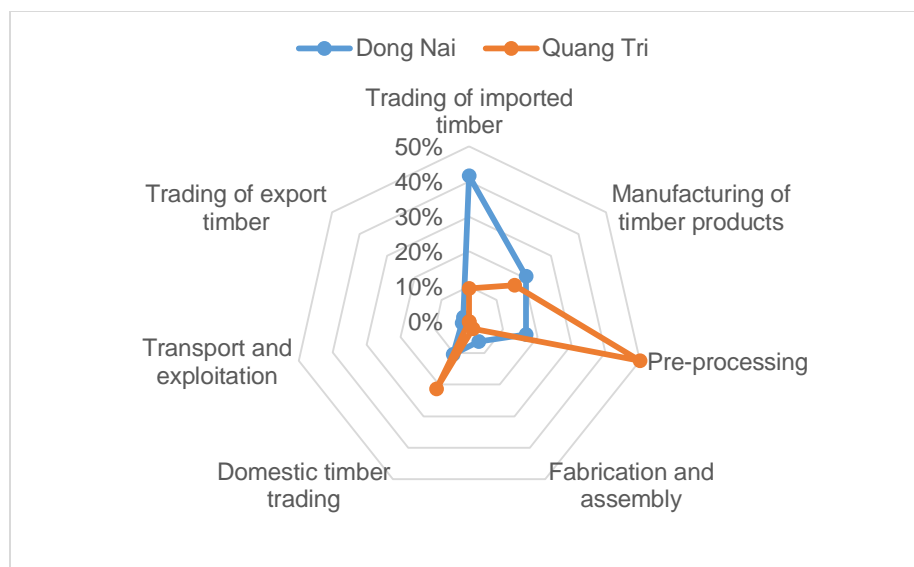 Dong Nai
Quang Tri
Trading of imported
timber
50%
40%
30%
20%
10%
0%
Manufacturing of
timber products
Pre-processing
Fabrication and
assembly
Domestic timber
trading
Transport and
exploitation
Trading of export
timber